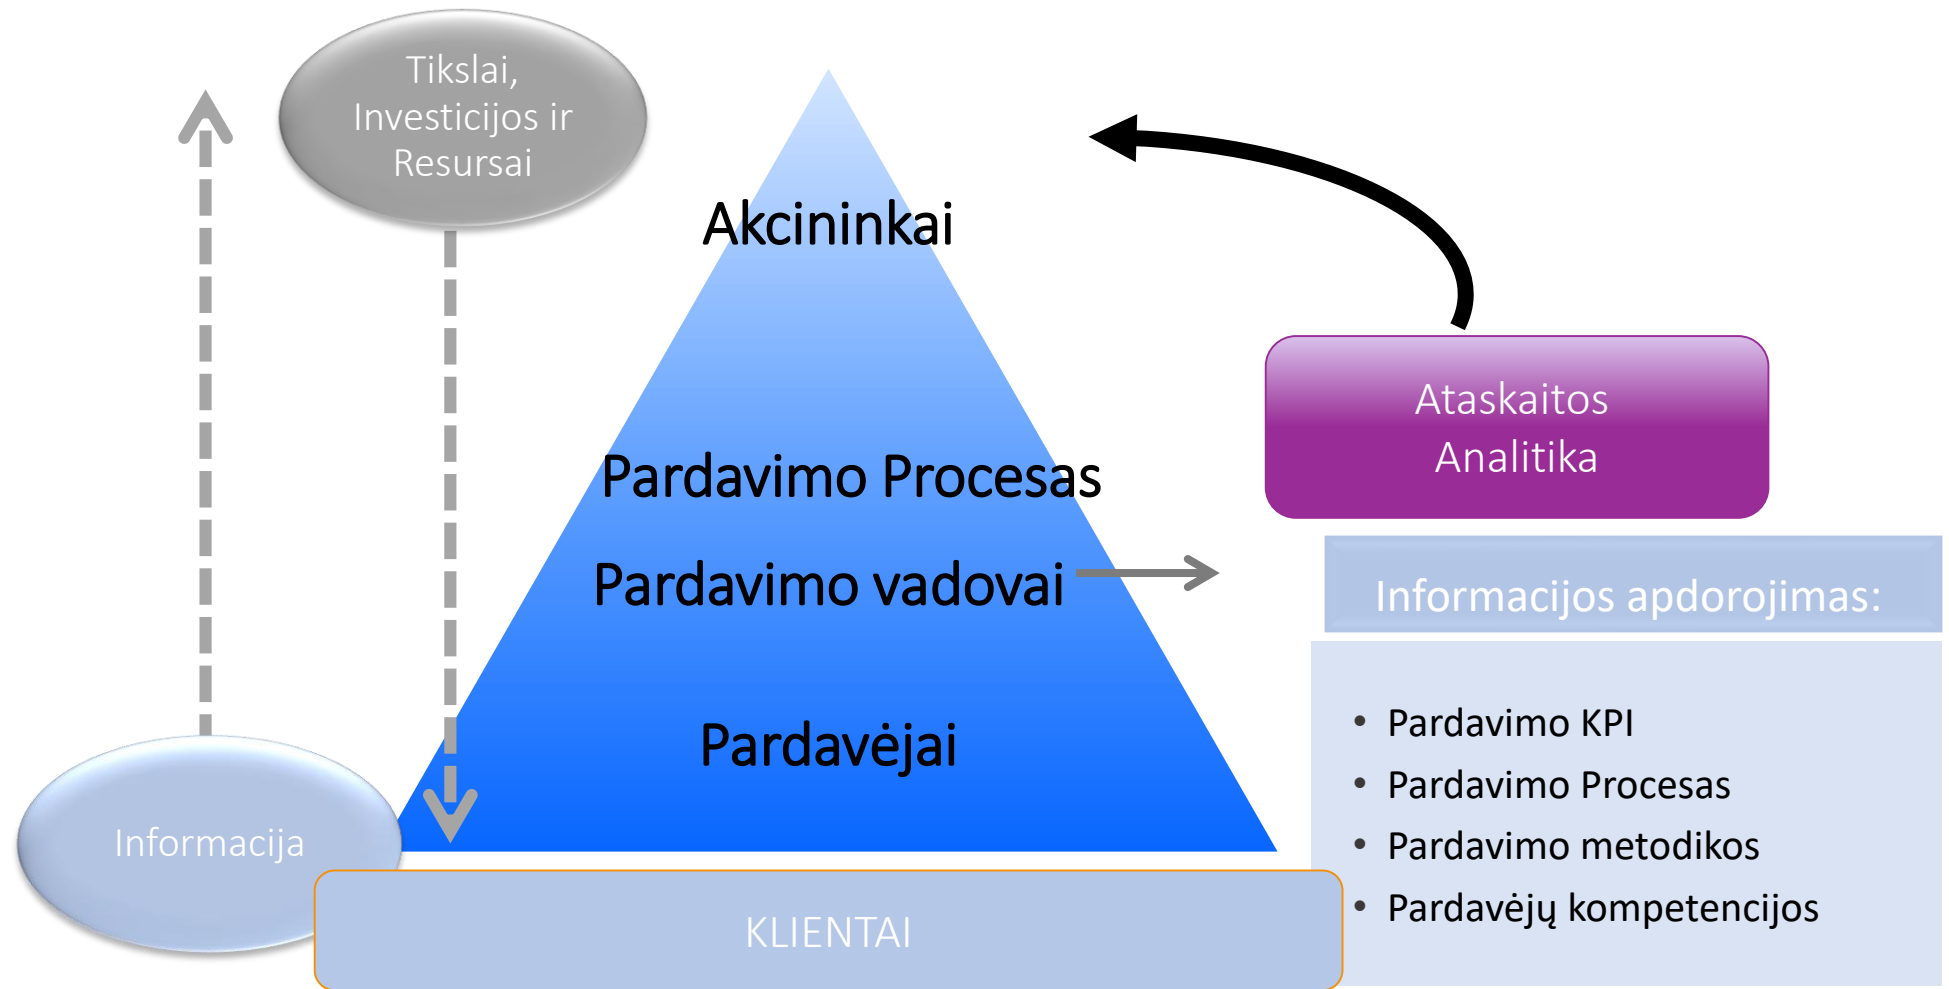 Tikslai,
Investicijos ir
Resursai
Akcininkai
Ataskaitos
Analitika
Pardavimo Procesas
Pardavimo vadovai
Informacijos apdorojimas:
• Pardavimo KPI
• Pardavimo Procesas
• Pardavimo metodikos
• Pardavėjų kompetencijos
Pardavėjai
Informacija
KLIENTAI